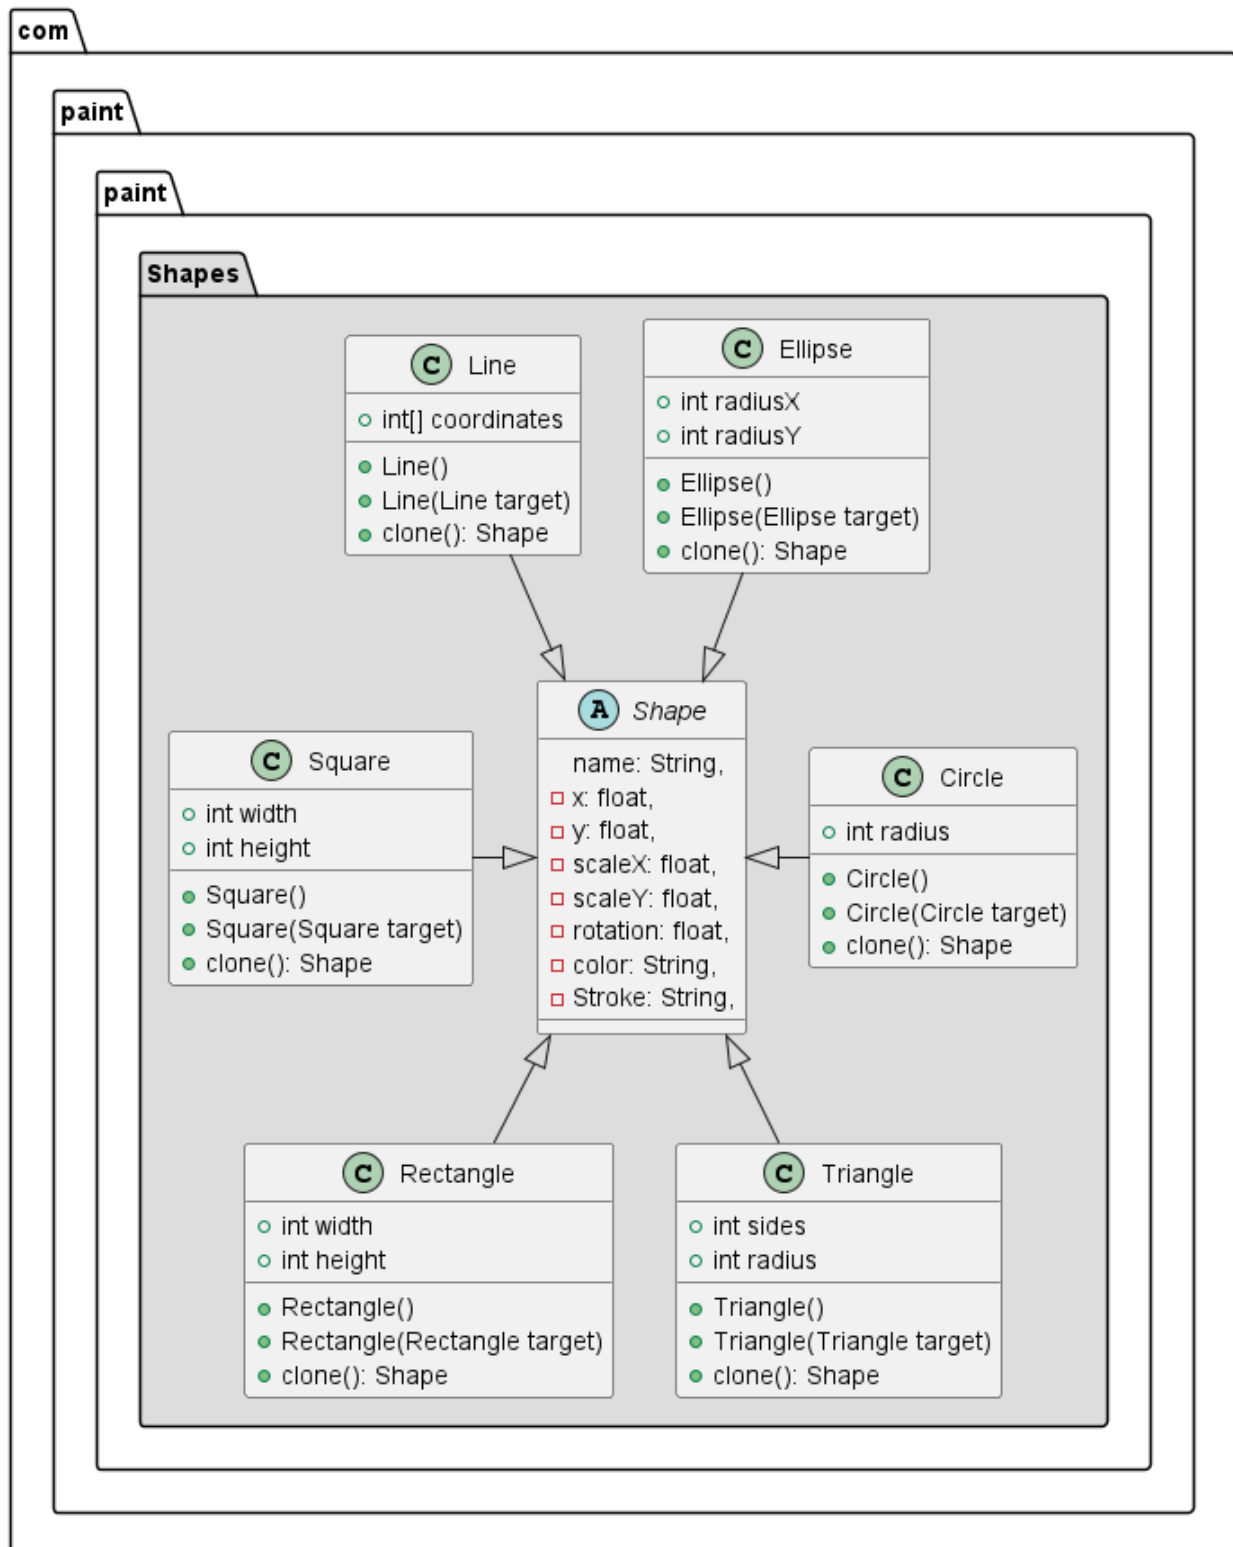 com
paint
paint
Shapes
C Line
int[] coordinates
Line()
Line(Line target)
clone(): Shape
C Ellipse
int radiusX
int radiusY
Ellipse()
Ellipse(Ellipse target)
clone(): Shape
C Square
int width
int height
Square()
Square(Square target)
clone(): Shape
A Shape
name: String,
x: float,
y: float,
scaleX: float,
scaleY: float,
rotation: float,
color: String,
Stroke: String,
C Circle
int radius
Circle()
Circle(Circle target)
clone(): Shape
C Rectangle
int width
int height
Rectangle()
Rectangle(Rectangle target)
clone(): Shape
C Triangle
int sides
int radius
Triangle()
Triangle(Triangle target)
clone(): Shape